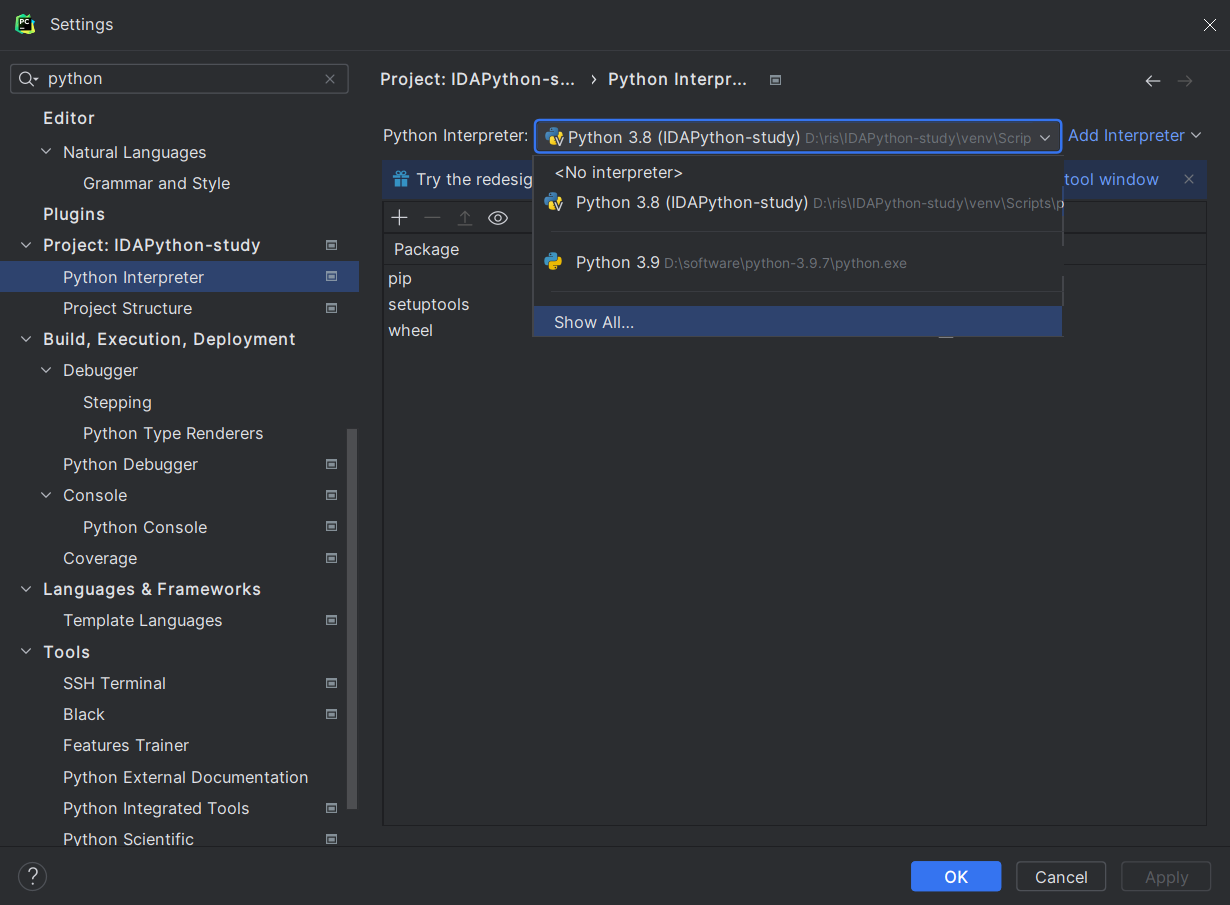 Settings
python
Editor
Natural Languages
Grammar and Style
Plugins
Project: IDAPython-study
Python Interpreter
Project Structure
Build, Execution, Deployment
Debugger
Stepping
Python Type Renderers
Python Debugger
Console
Python Console
Coverage
Languages & Frameworks
Template Languages
Tools
SSH Terminal
Black
Features Trainer
Python External Documentation
Python Integrated Tools
Python Scientific
Project: IDAPython-s... › Python Interpr...
Python Interpreter: Python 3.8 (IDAPython-study) D:\ris\IDAPython-study\venv\Scrip Add Interpreter
<No interpreter>
Try the redesig tool window
Python 3.8 (IDAPython-study) D:\ris\IDAPython-study\venv\Scripts\p
Package
Python 3.9 D:\software\python-3.9.7\python.exe
pip
setuptools
Show All...
wheel
?
OK Cancel Apply